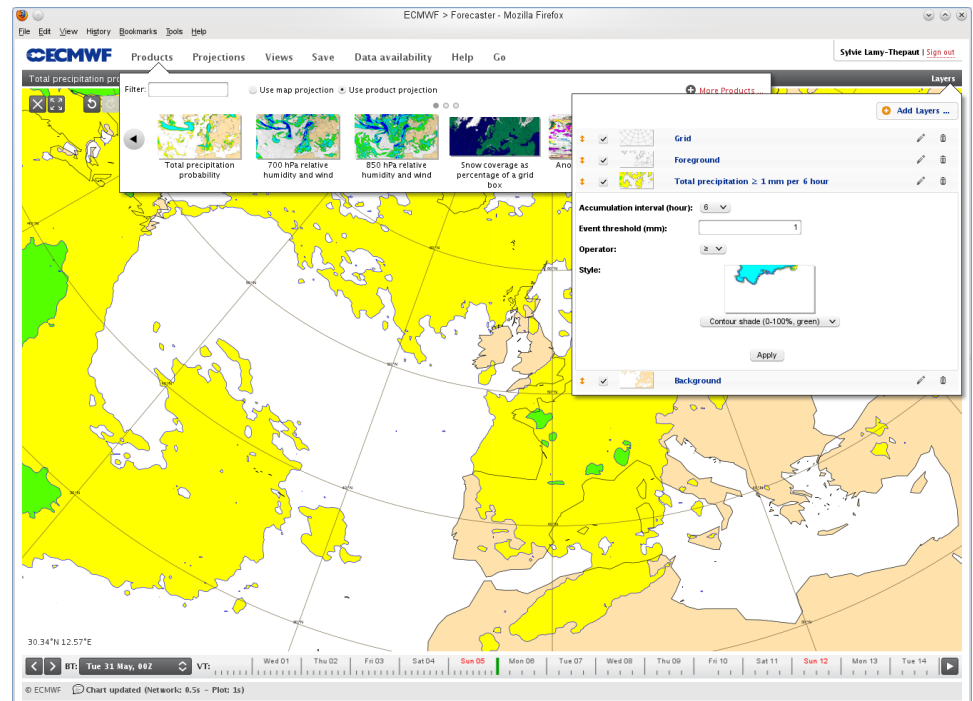 ECMWF > Forecaster - Mozilla Firefox
File Edit View History Bookmarks Tools Help
ECMWF Products Projections Views Save Data availability Help Go
Sylvie Lamy-Thepaut | Sign out
Total precipitation pro
Layers
Filter: Use map projection Use product projection
More Products ...
Add Layers ...
Total precipitation probability
700 hPa relative humidity and wind
850 hPa relative humidity and wind
Snow coverage as percentage of a grid box
Ano
Grid
Foreground
Total precipitation ≥ 1 mm per 6 hour
Accumulation interval (hour): 6
Event threshold (mm): 1
Operator: ≥
Style:
Contour shade (0-100%, green)
Apply
Background
30.34°N 12.57°E
BT: Tue 31 May, 00Z VT: Wed 01 Thu 02 Fri 03 Sat 04 Sun 05 Mon 06 Tue 07 Wed 08 Thu 09 Fri 10 Sat 11 Sun 12 Mon 13 Tue 14
© ECMWF Chart updated (Network: 0.5s - Plot: 1s)